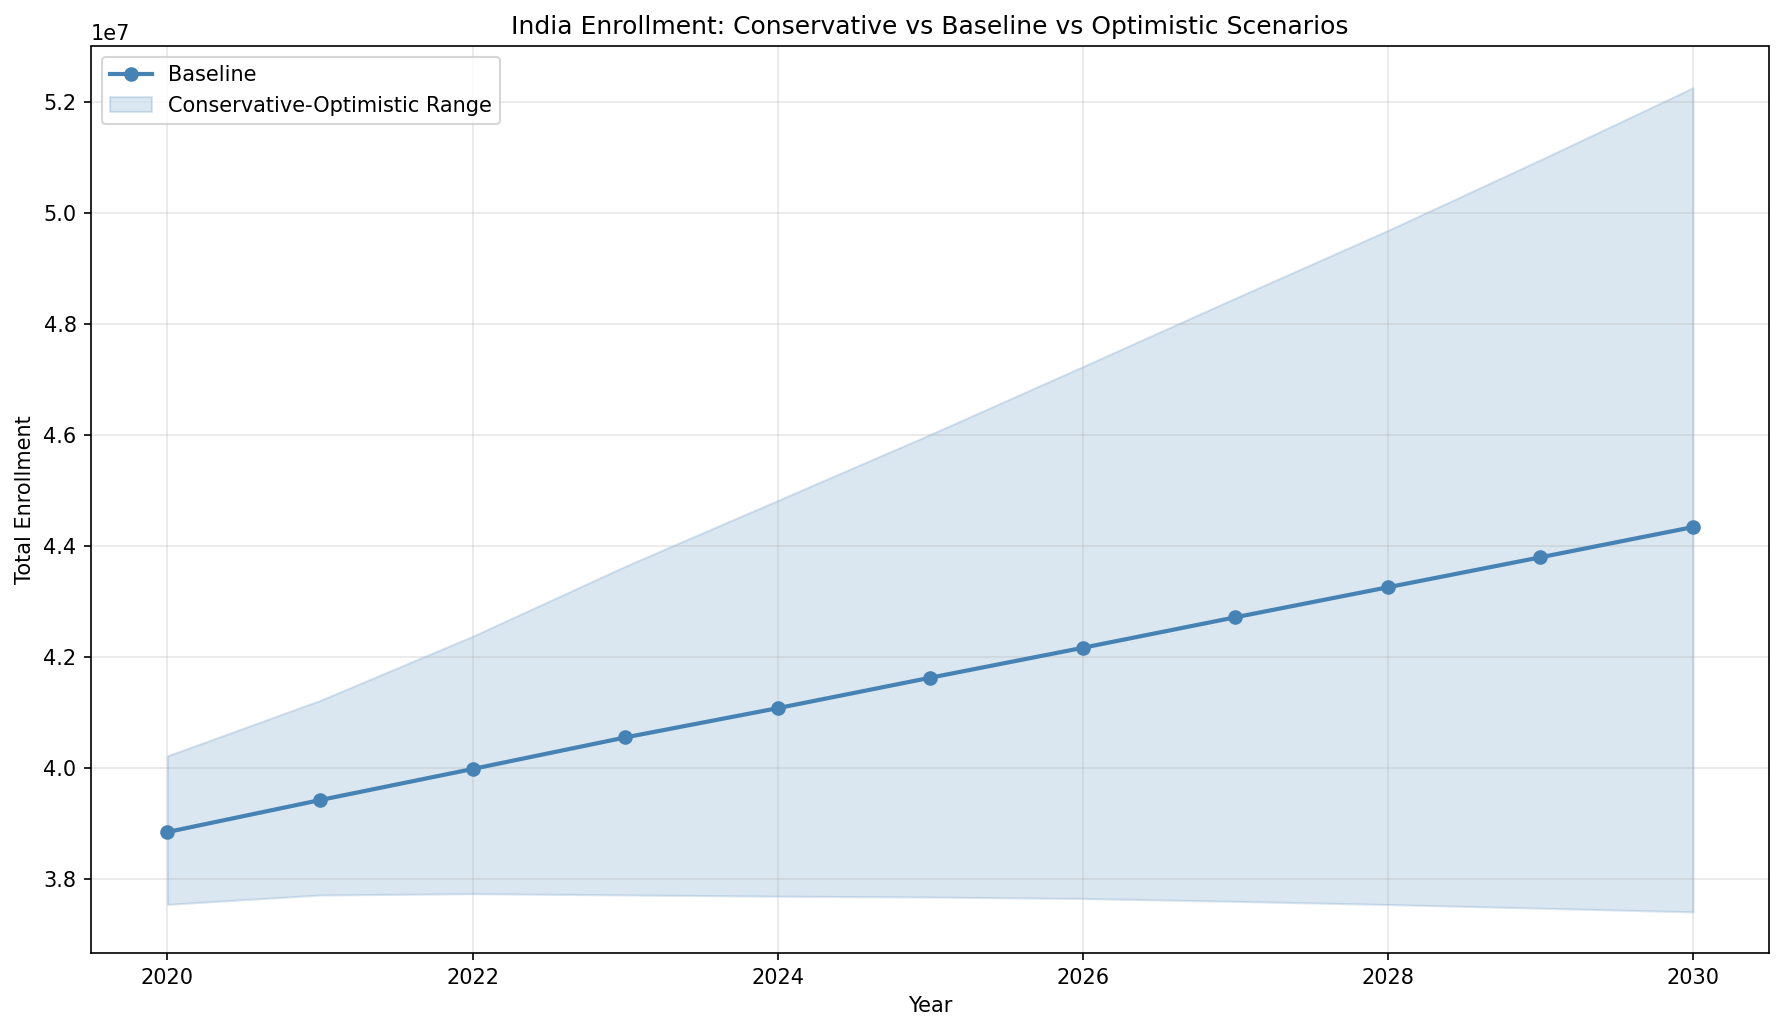 India Enrollment: Conservative vs Baseline vs Optimistic Scenarios
1e7
Baseline
Conservative-Optimistic Range
5.2
5.0
4.8
4.6
4.4
4.2
4.0
3.8
Total Enrollment
2020 2022 2024 2026 2028 2030
Year